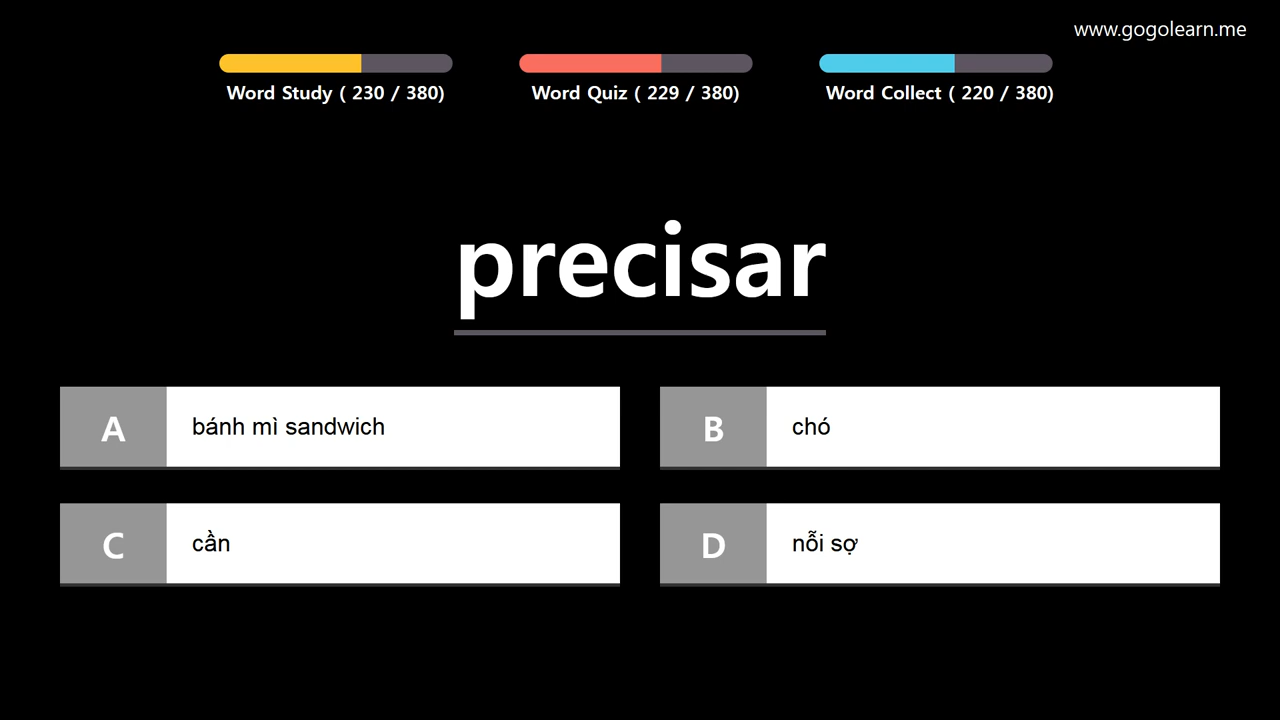 www.gogolearn.me
Word Study ( 230 / 380)
Word Quiz ( 229 / 380)
Word Collect ( 220 / 380)
precisar
A bánh mì sandwich
B chó
C cần
D nỗi sợ